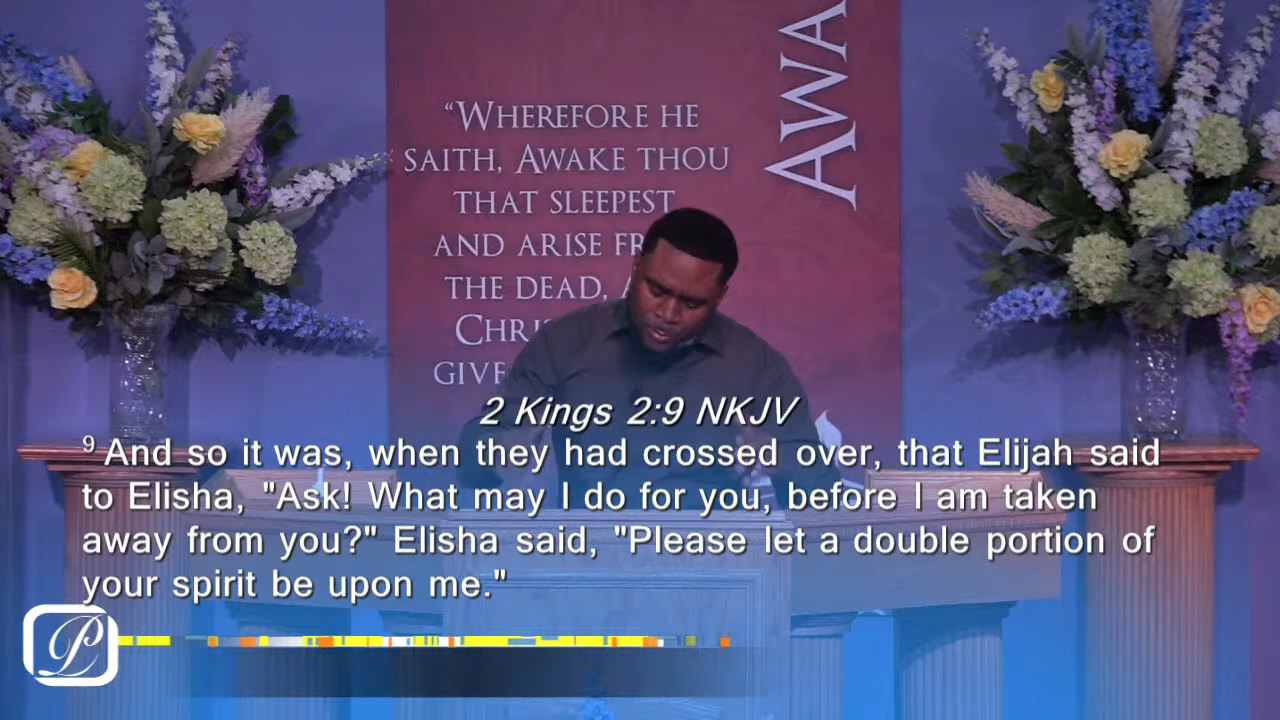 AWA
“WHEREFORE HE
SAITH, AWAKE THOU
THAT SLEEPEST
AND ARISE
THE DEAD,
GIVE
2 Kings 2:9 NKJV
9 And so it was, when they had crossed over, that Elijah said
to Elisha, "Ask! What may I do for you, before I am taken
away from you?" Elisha said, "Please let a double portion of
your spirit be upon me."
PL